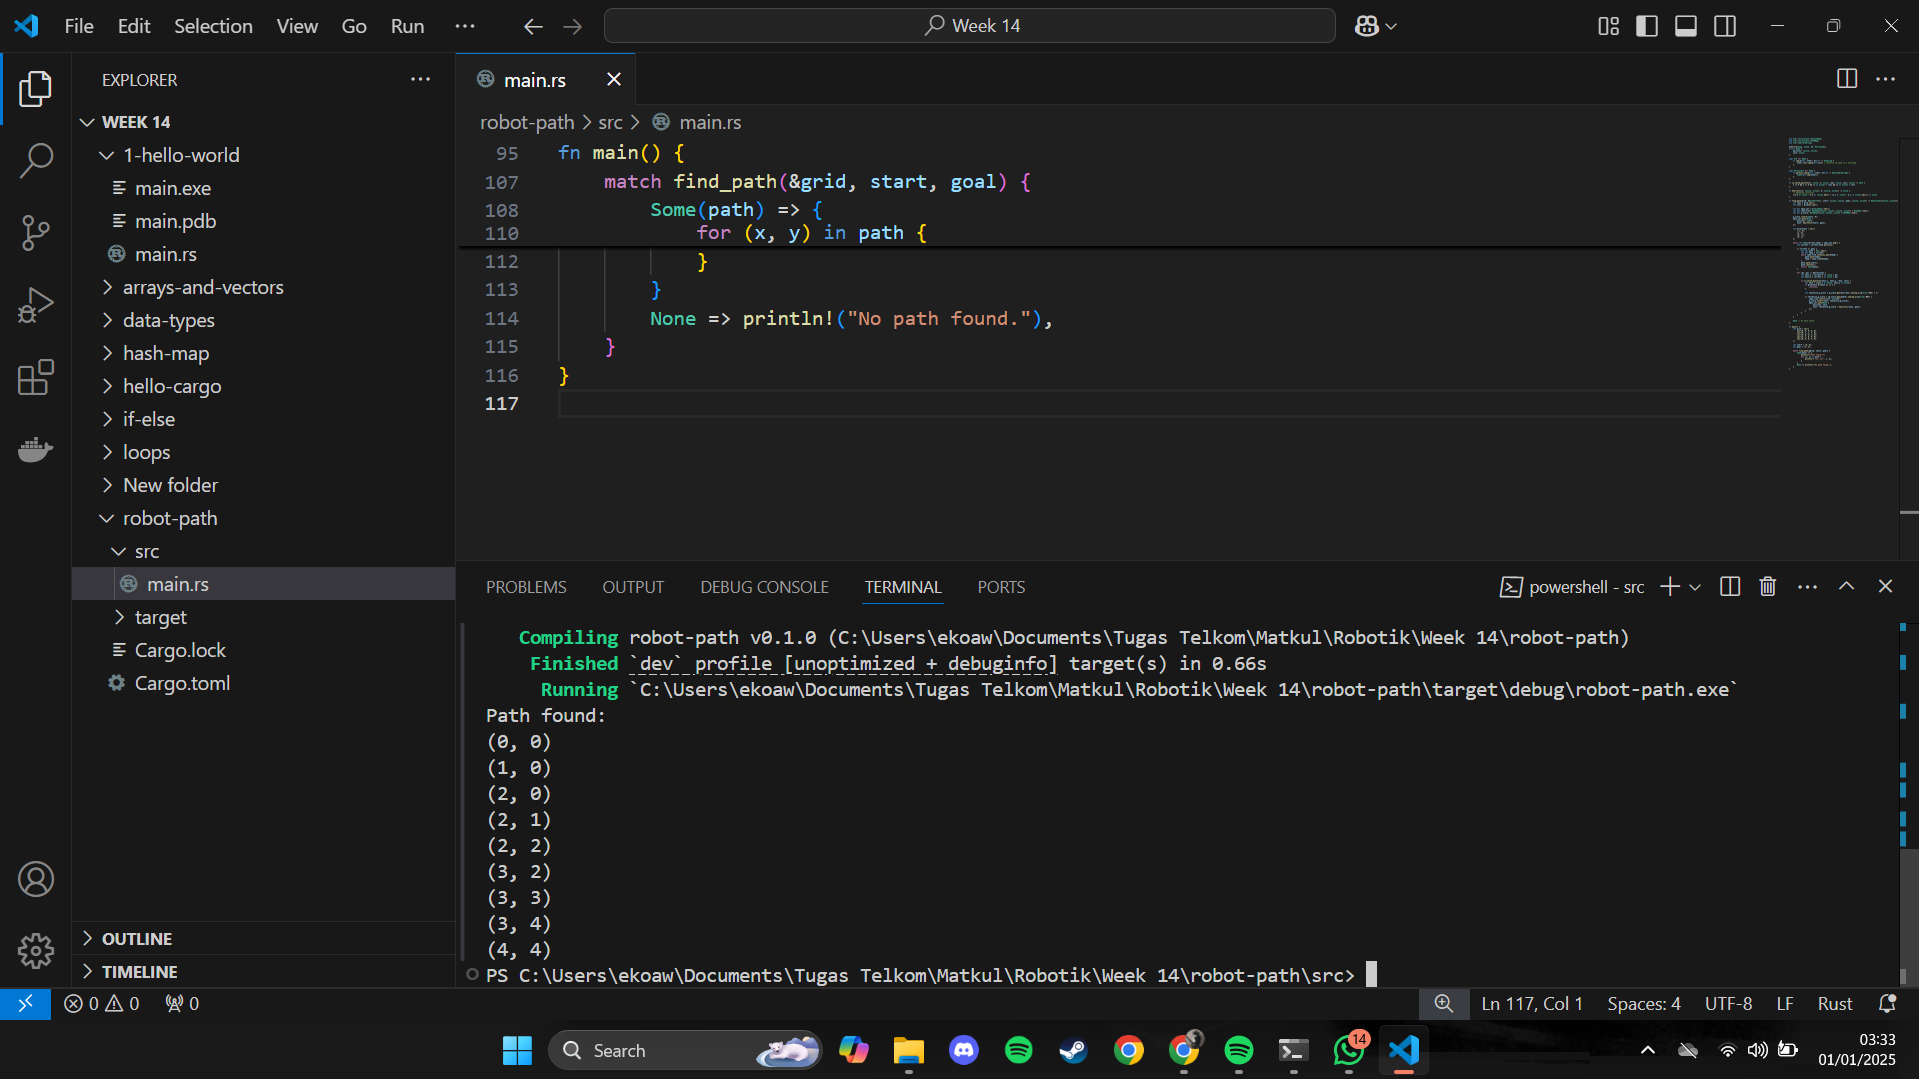 File Edit Selection View Go Run ··· Week 14
EXPLORER ···
WEEK 14
1-hello-world
main.exe
main.pdb
main.rs
arrays-and-vectors
data-types
hash-map
hello-cargo
if-else
loops
New folder
robot-path
src
main.rs
target
Cargo.lock
Cargo.toml
OUTLINE
TIMELINE
main.rs
robot-path > src > main.rs
95 fn main() {
107 match find_path(&grid, start, goal) {
108 Some(path) => {
110 for (x, y) in path {
112 }
113 }
114 None => println!("No path found."),
115 }
116 }
117
PROBLEMS OUTPUT DEBUG CONSOLE TERMINAL PORTS powershell - src
Compiling robot-path v0.1.0 (C:\Users\ekoaw\Documents\Tugas Telkom\Matkul\Robotik\Week 14\robot-path)
Finished `dev` profile [unoptimized + debuginfo] target(s) in 0.66s
Running `C:\Users\ekoaw\Documents\Tugas Telkom\Matkul\Robotik\Week 14\robot-path\target\debug\robot-path.exe`
Path found:
(0, 0)
(1, 0)
(2, 0)
(2, 1)
(2, 2)
(3, 2)
(3, 3)
(3, 4)
(4, 4)
PS C:\Users\ekoaw\Documents\Tugas Telkom\Matkul\Robotik\Week 14\robot-path\src>
0 0 0 Ln 117, Col 1 Spaces: 4 UTF-8 LF Rust
Search 14 03:33
01/01/2025